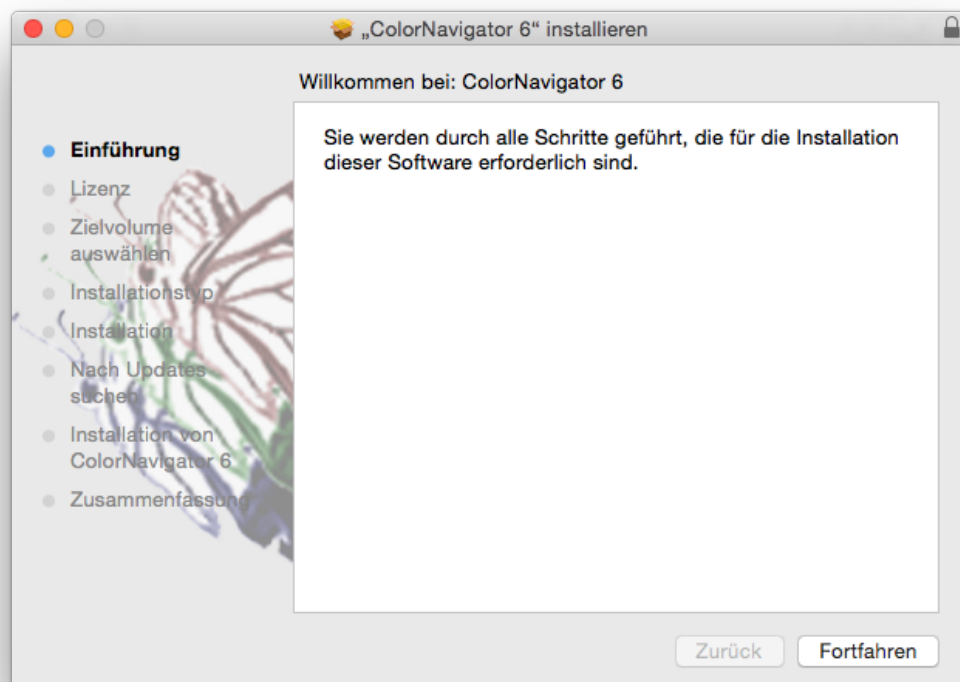 „ColorNavigator 6“ installieren
Willkommen bei: ColorNavigator 6
Einführung
Lizenz
Zielvolume
auswählen
Installationstyp
Installation
Nach Updates
suchen
Installation von
ColorNavigator 6
Zusammenfassung
Sie werden durch alle Schritte geführt, die für die Installation
dieser Software erforderlich sind.
Zurück
Fortfahren